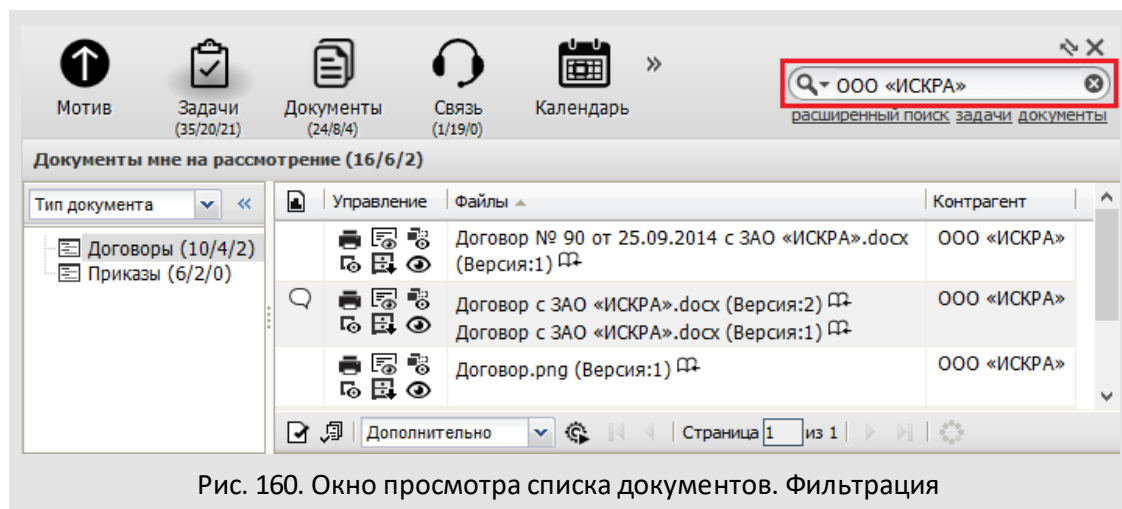 Мотив
Задачи
(35/20/21)
Документы
(24/8/4)
Связь
(1/19/0)
Календарь
»
ООО «ИСКРА»
расширенный поиск задачи документы
Документы мне на рассмотрение (16/6/2)
Тип документа
«
Договоры (10/4/2)
Приказы (6/2/0)
Управление
Файлы
Контрагент
Договор № 90 от 25.09.2014 с ЗАО «ИСКРА».docx
(Версия:1)
ООО «ИСКРА»
Договор с ЗАО «ИСКРА».docx (Версия:2)
Договор с ЗАО «ИСКРА».docx (Версия:1)
ООО «ИСКРА»
Договор.png (Версия:1)
ООО «ИСКРА»
Дополнительно
Страница 1 из 1
Рис. 160. Окно просмотра списка документов. Фильтрация